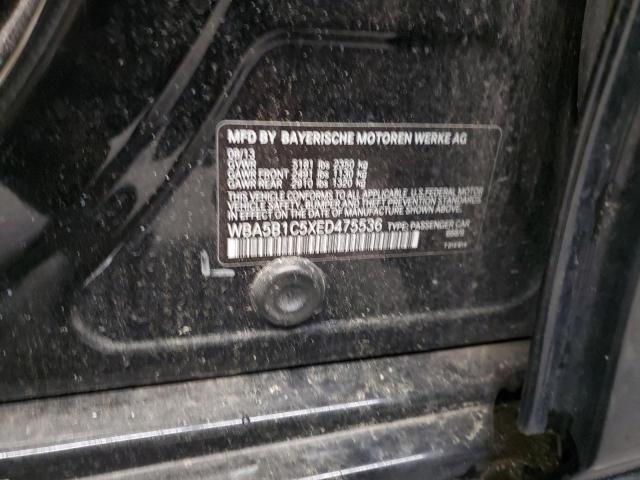 MFD BY BAYERISCHE MOTOREN WERKE AG
08/13
GVWR 5181 lbs 2350 kg
GAWR FRONT 2491 lbs 1130 kg
GAWR REAR 2910 lbs 1320 kg
THIS VEHICLE CONFORMS TO ALL APPLICABLE U.S. FEDERAL MOTOR
VEHICLE SAFETY, BUMPER, AND THEFT PREVENTION STANDARDS
IN EFFECT ON THE DATE OF MANUFACTURE SHOWN ABOVE.
WBA5B1C5XED475536 TYPE: PASSENGER CAR